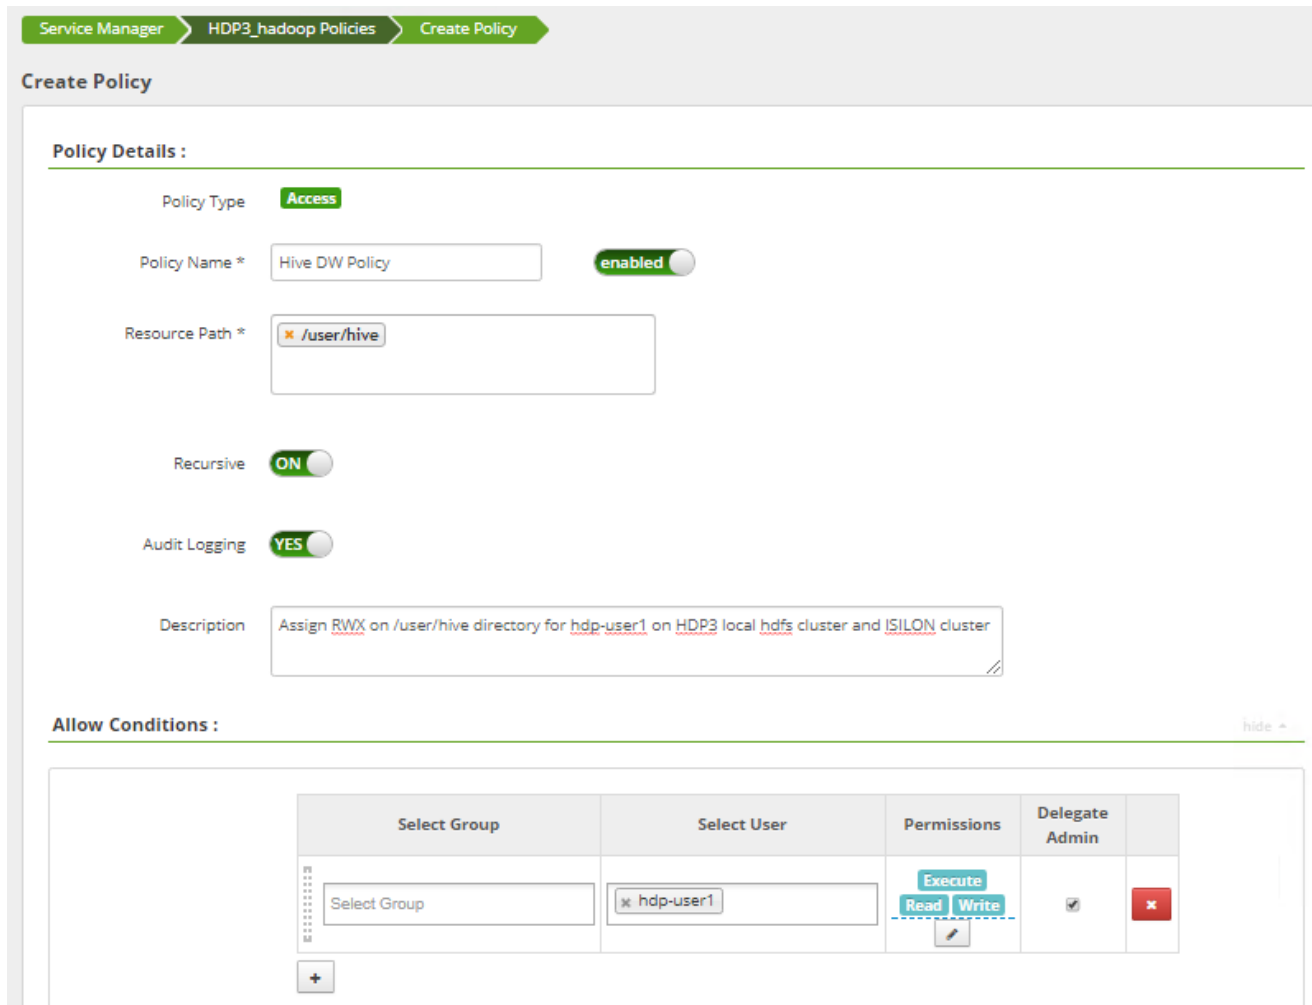 Service Manager HDP3_hadoop Policies Create Policy
Create Policy
Policy Details :
Policy Type Access
Policy Name * Hive DW Policy enabled
Resource Path * × /user/hive
Recursive ON
Audit Logging YES
Description Assign RWX on /user/hive directory for hdp-user1 on HDP3 local hdfs cluster and ISILON cluster
Allow Conditions : hide
Select Group Select User Permissions Delegate Admin
Select Group × hdp-user1 Execute Read Write ×
+